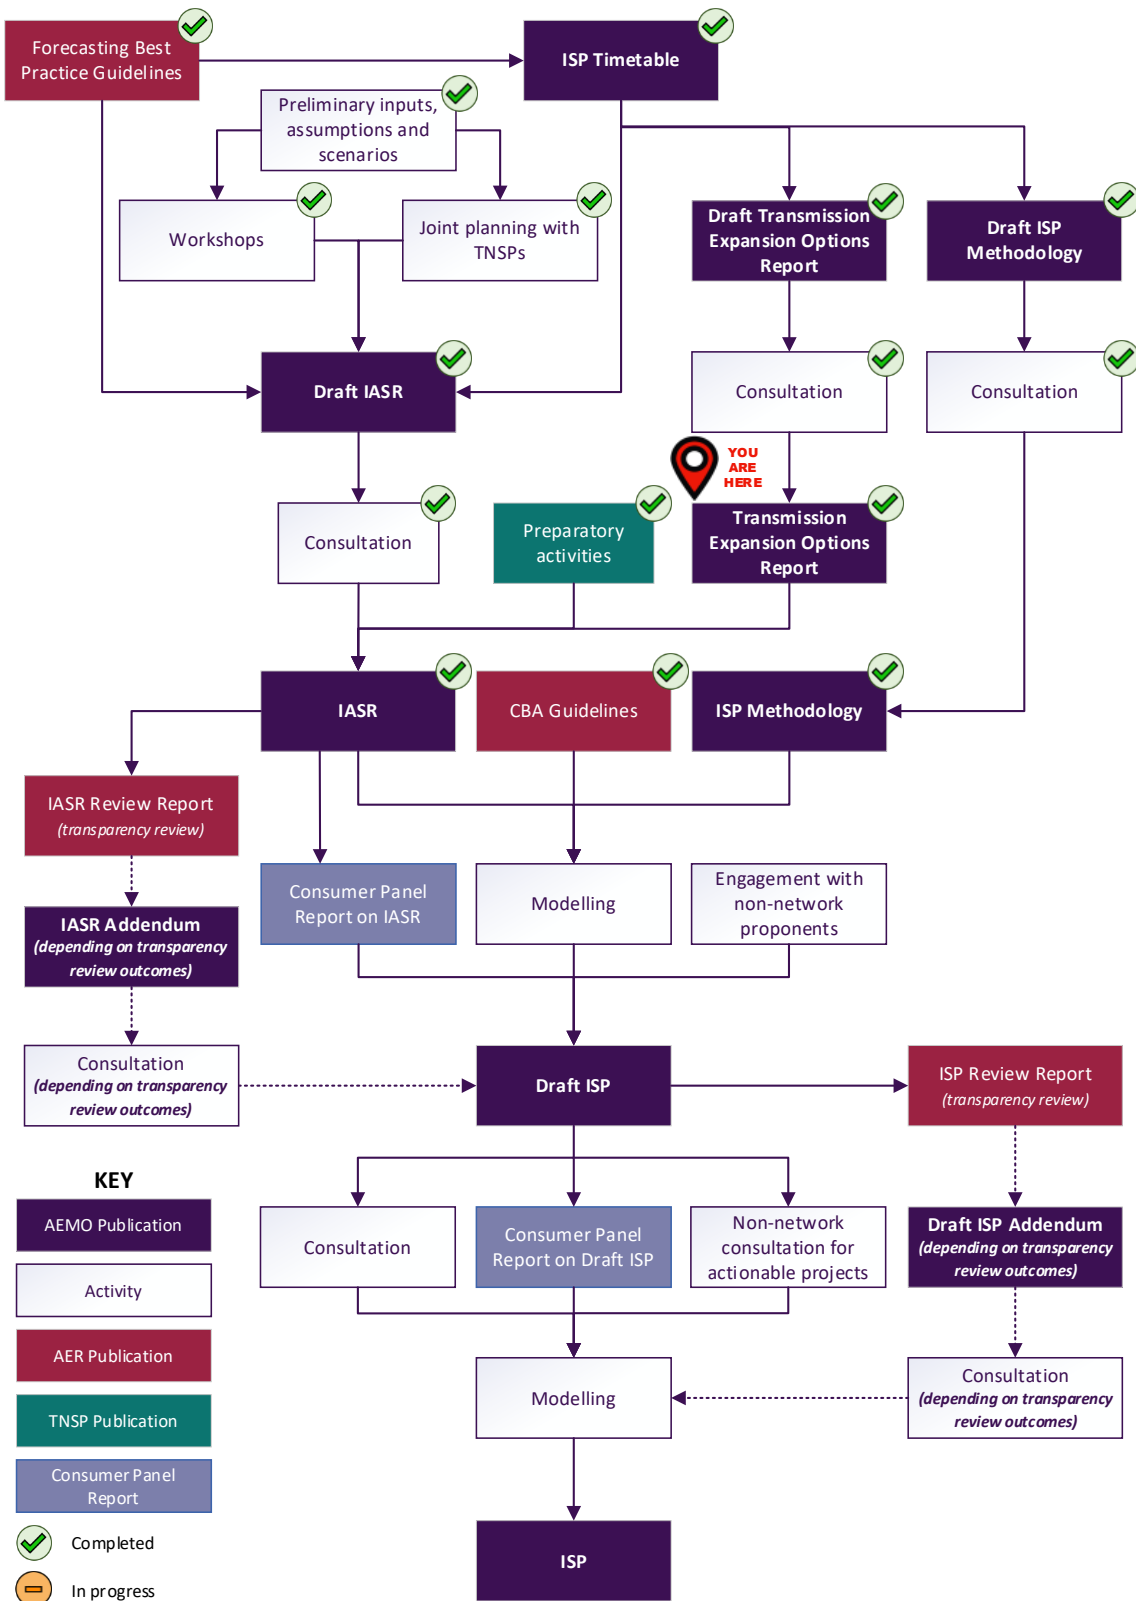 Forecasting Best
Practice Guidelines
ISP Timetable
Preliminary inputs,
assumptions and
scenarios
Workshops
Joint planning with
TNSPs
Draft Transmission
Expansion Options
Report
Draft ISP
Methodology
Draft IASR
Consultation
Consultation
YOU
ARE
HERE
Consultation
Preparatory
activities
Transmission
Expansion Options
Report
IASR
CBA Guidelines
ISP Methodology
IASR Review Report
(transparency review)
Consumer Panel
Report on IASR
Modelling
Engagement with
non-network
proponents
IASR Addendum
(depending on transparency
review outcomes)
Consultation
(depending on transparency
review outcomes)
Draft ISP
ISP Review Report
(transparency review)
Consultation
Consumer Panel
Report on Draft ISP
Non-network
consultation for
actionable projects
Draft ISP Addendum
(depending on transparency
review outcomes)
Modelling
Consultation
(depending on transparency
review outcomes)
ISP
KEY
AEMO Publication
Activity
AER Publication
TNSP Publication
Consumer Panel
Report
Completed
In progress